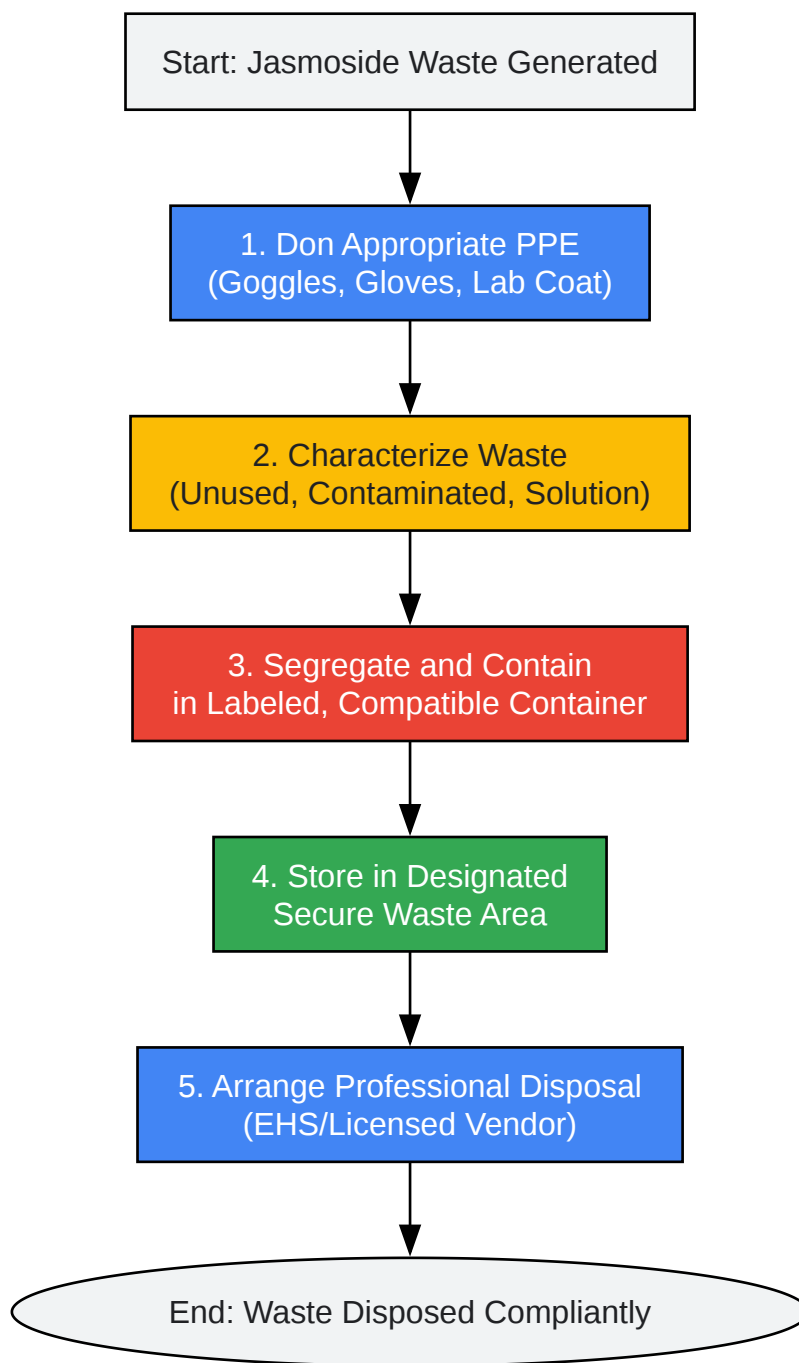 Start: Jasmoside Waste Generated
1. Don Appropriate PPE
(Goggles, Gloves, Lab Coat)
2. Characterize Waste
(Unused, Contaminated, Solution)
3. Segregate and Contain
in Labeled, Compatible Container
4. Store in Designated
Secure Waste Area
5. Arrange Professional Disposal
(EHS/Licensed Vendor)
End: Waste Disposed Compliantly